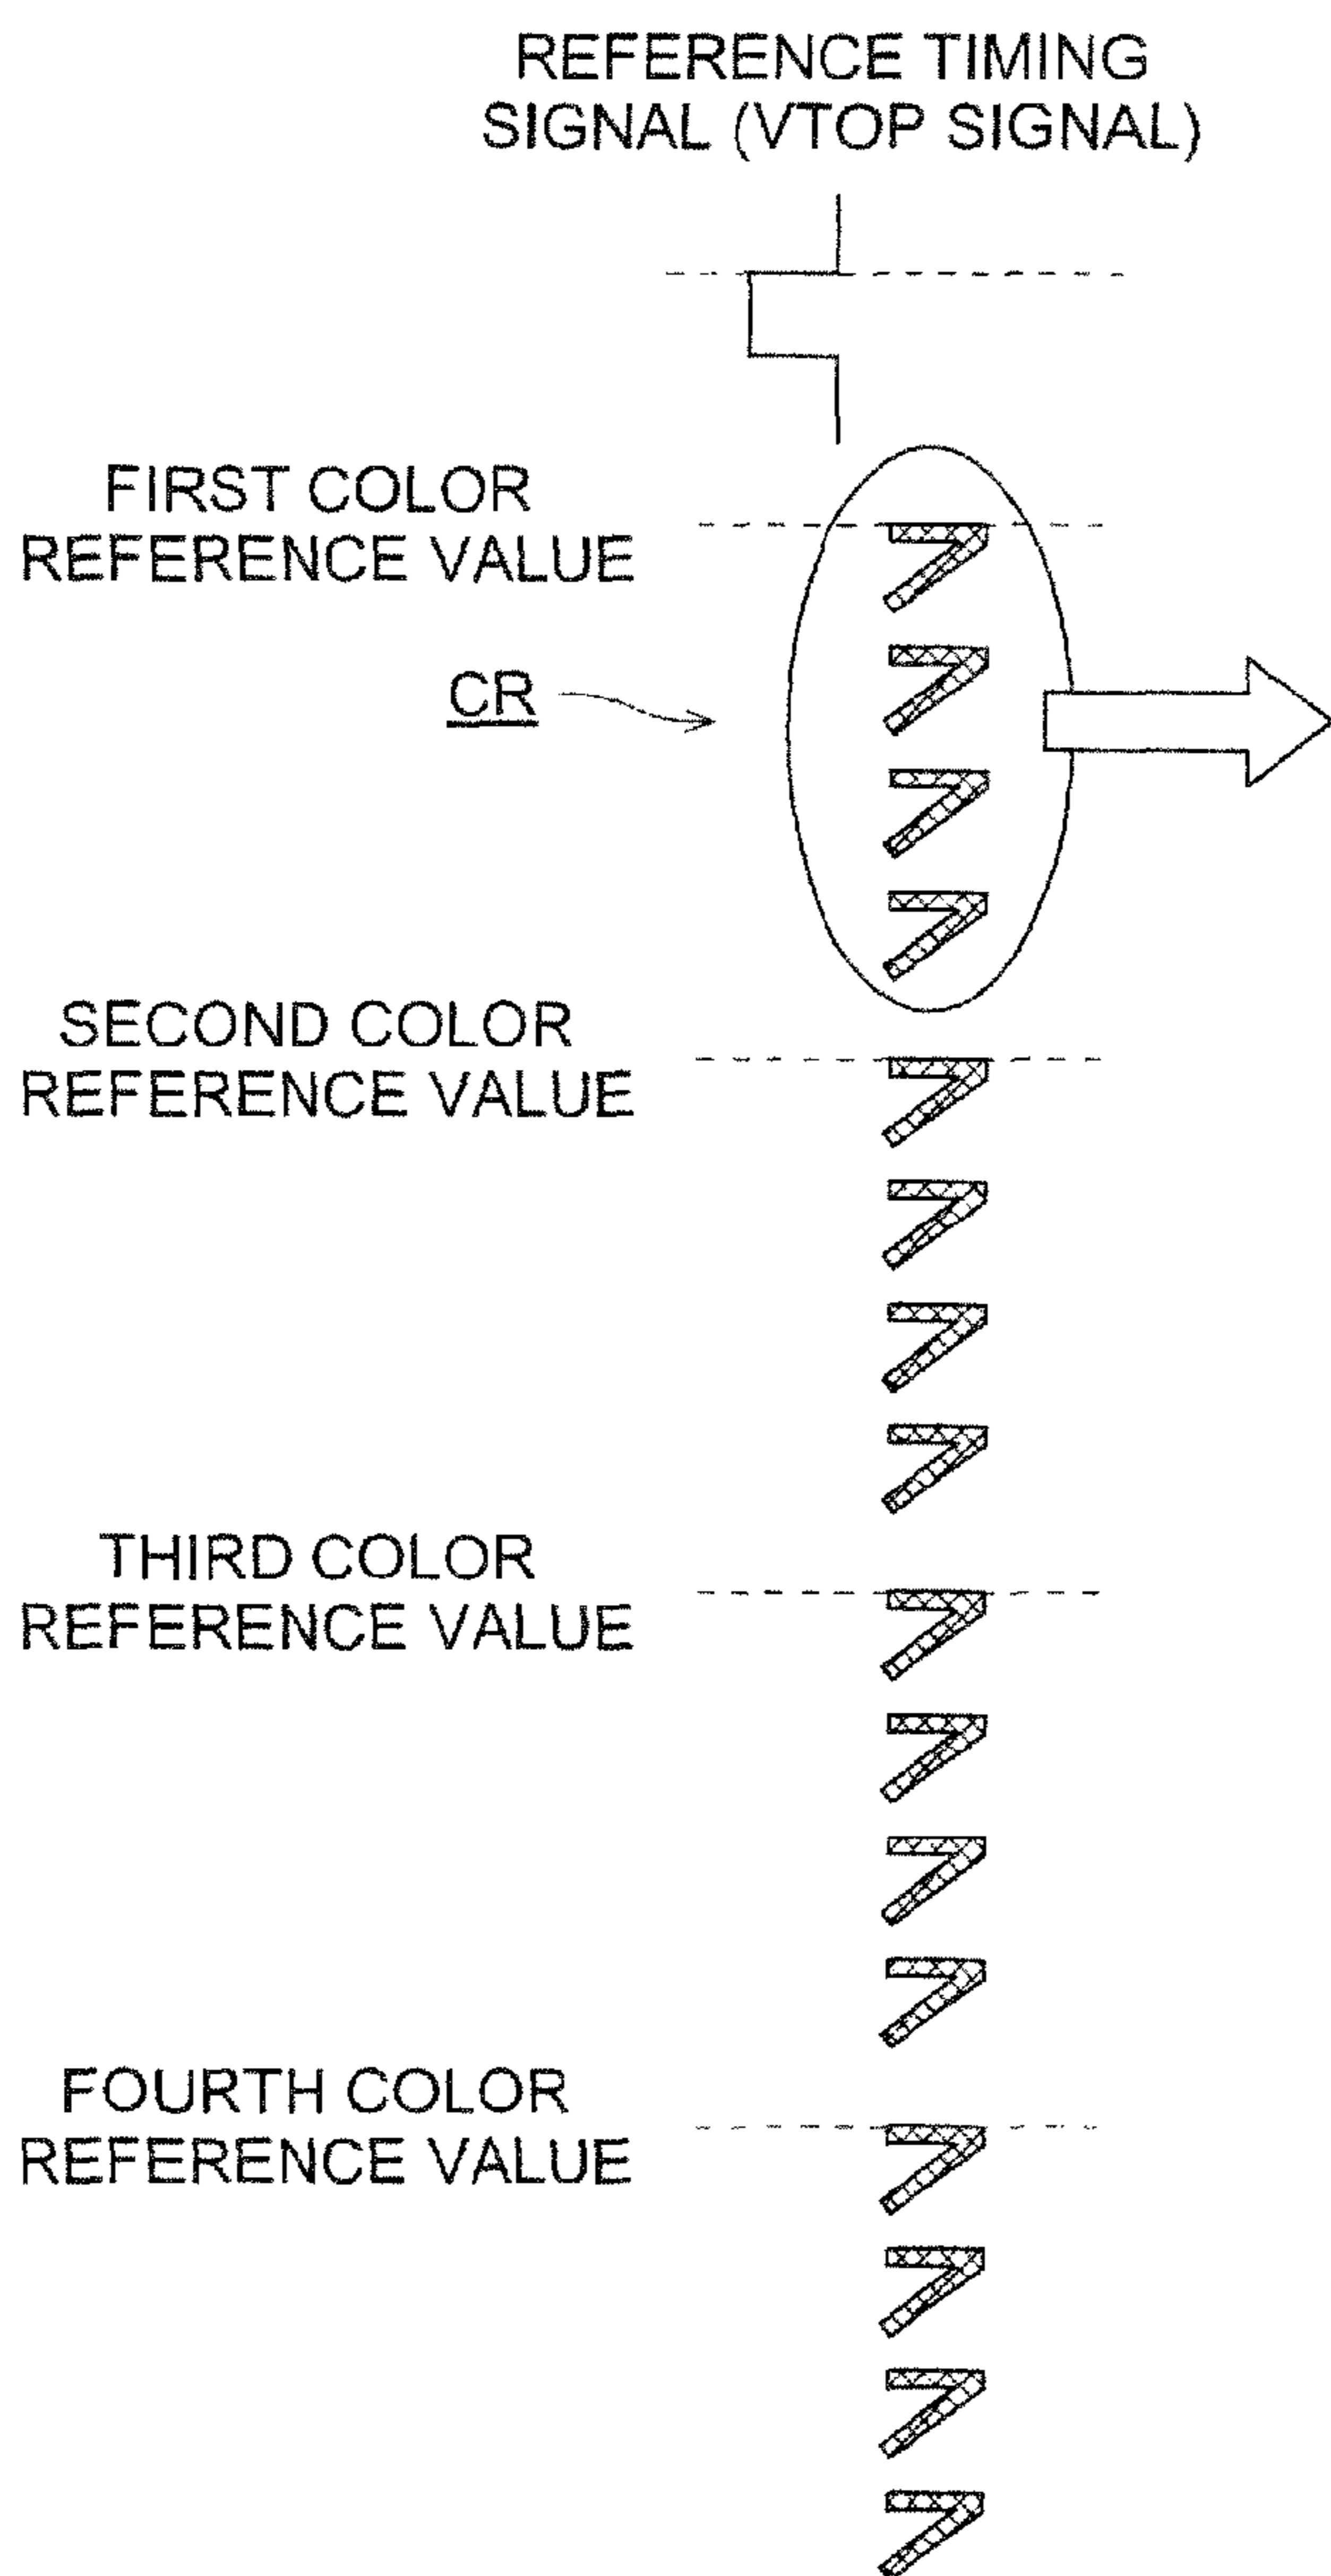 REFERENCE TIMING
SIGNAL (VTOP SIGNAL)
FIRST COLOR
REFERENCE VALUE
CR
SECOND COLOR
REFERENCE VALUE
THIRD COLOR
REFERENCE VALUE
FOURTH COLOR
REFERENCE VALUE